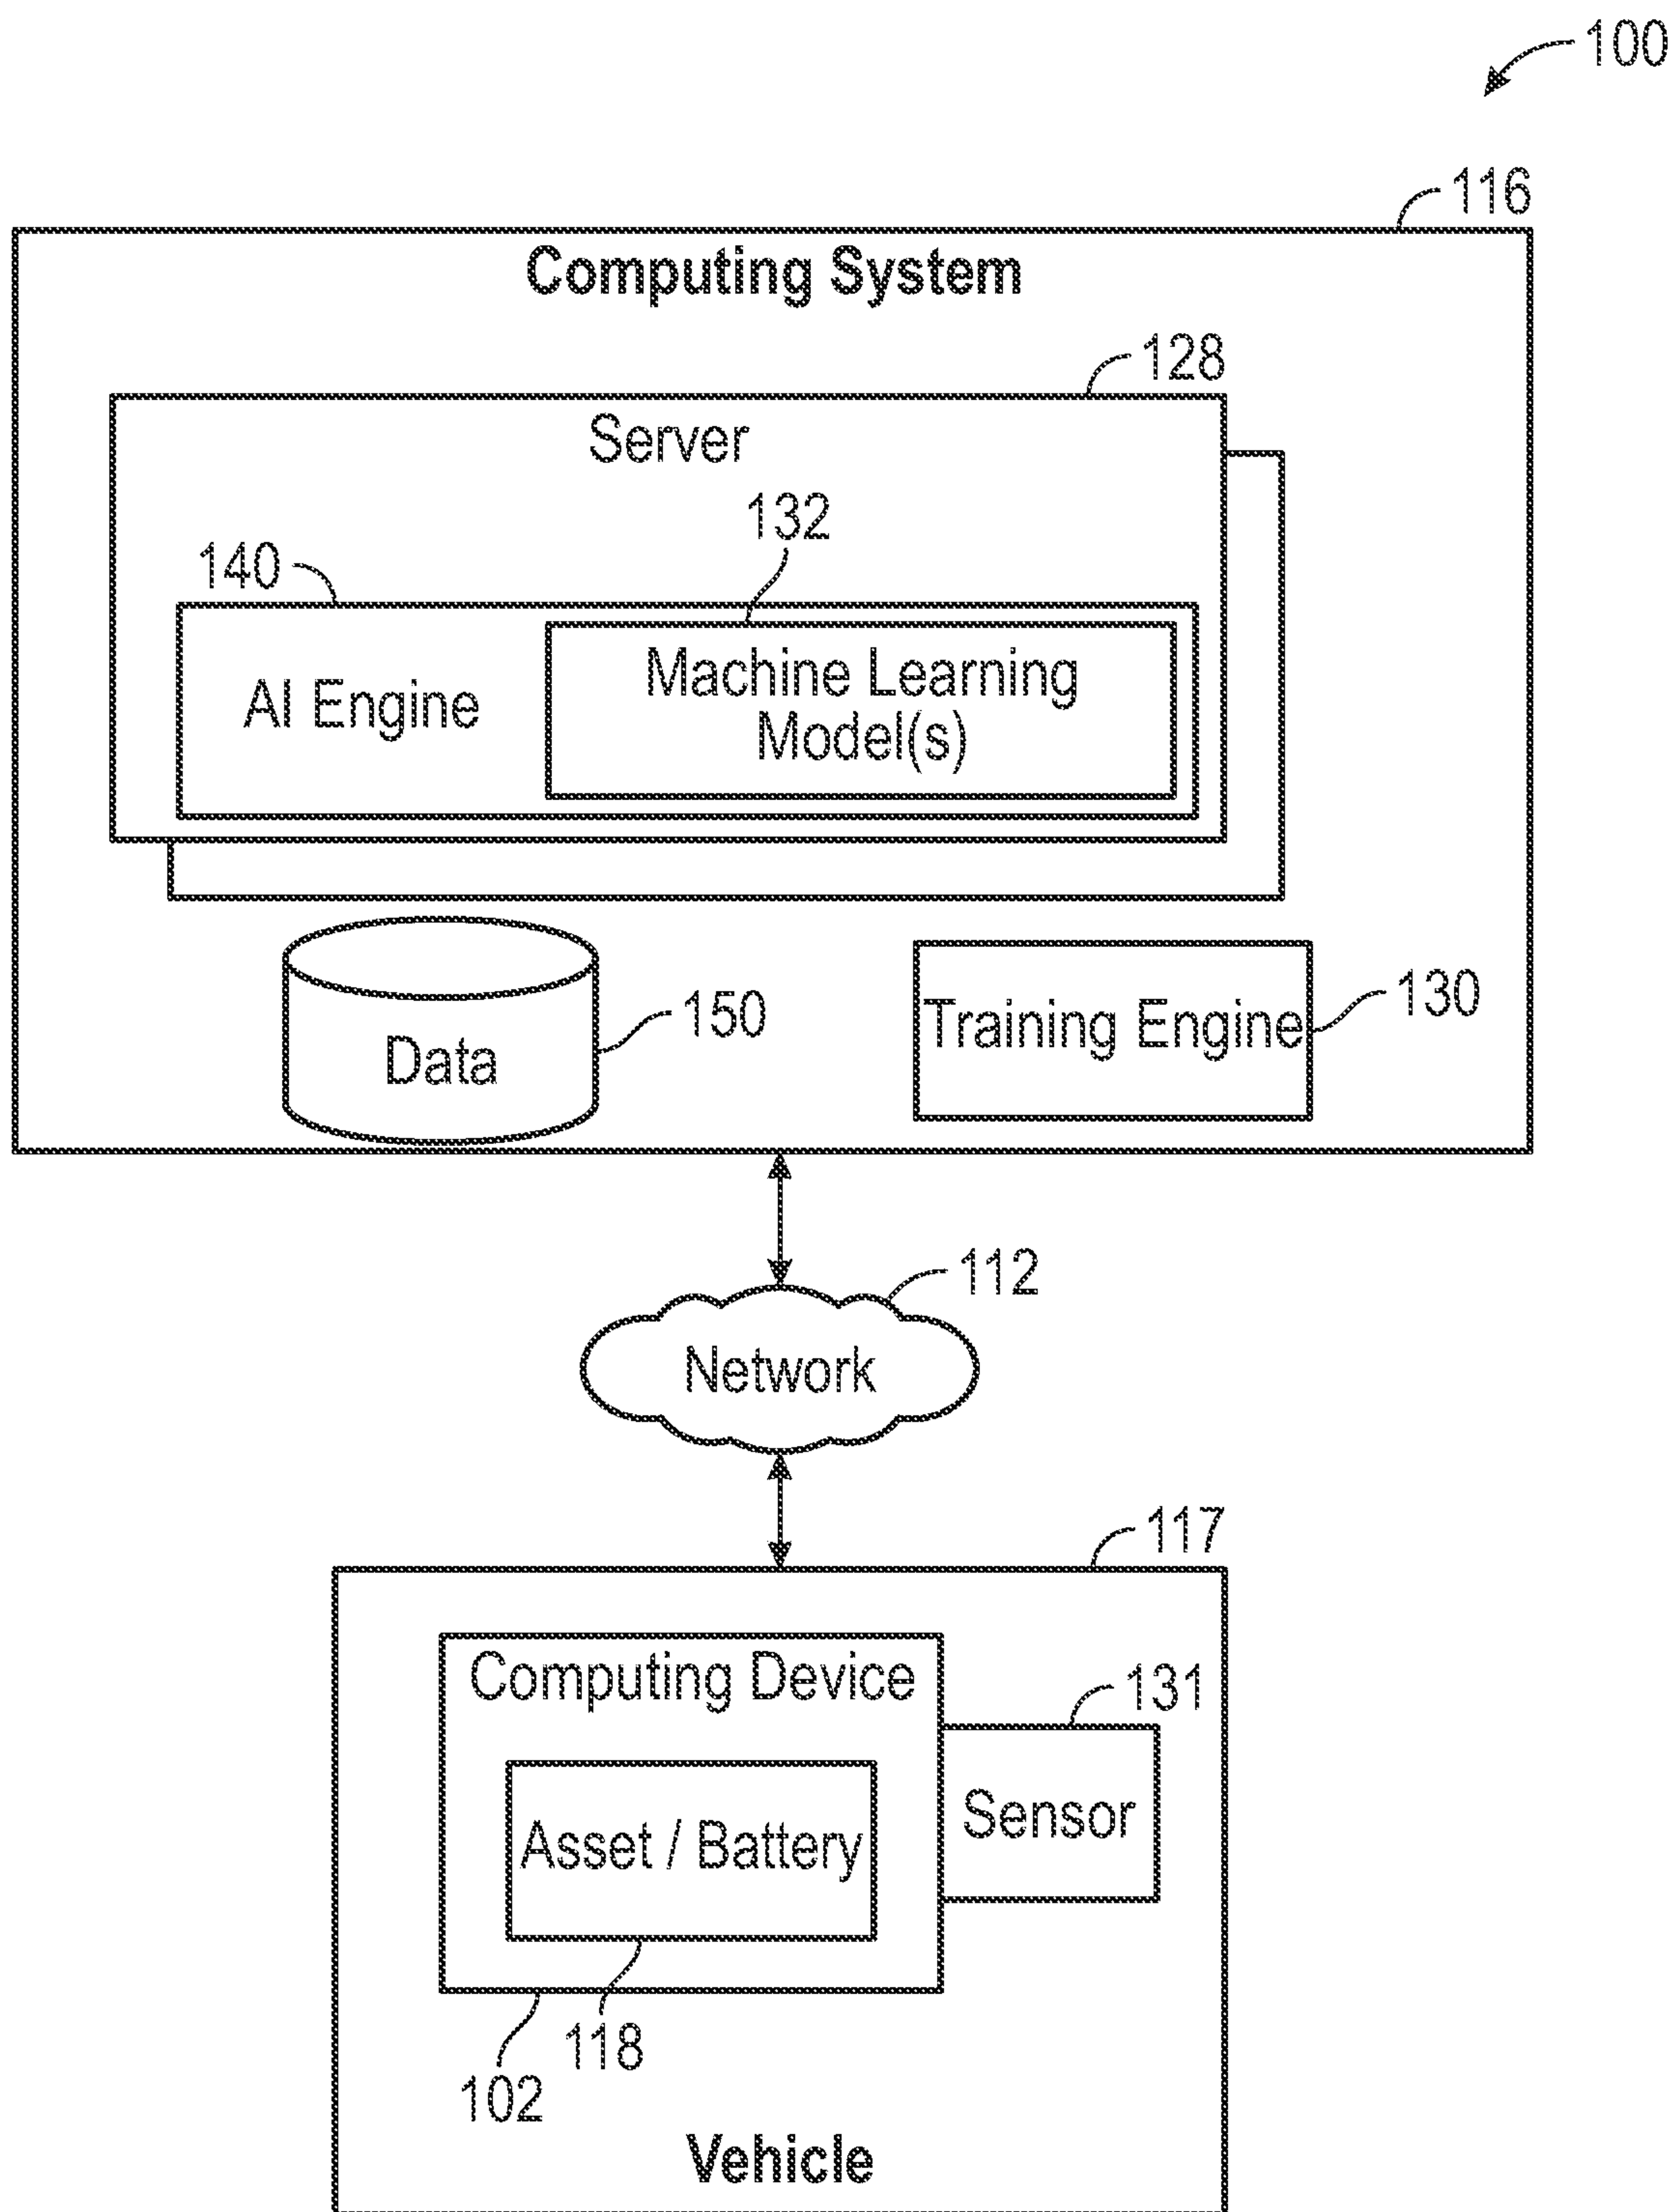 100
116
Computing System
128
Server
132
140
AI Engine
Machine Learning
Model(s)
Data
150
Training Engine
130
112
Network
117
Computing Device
131
Asset / Battery
Sensor
118
102
Vehicle